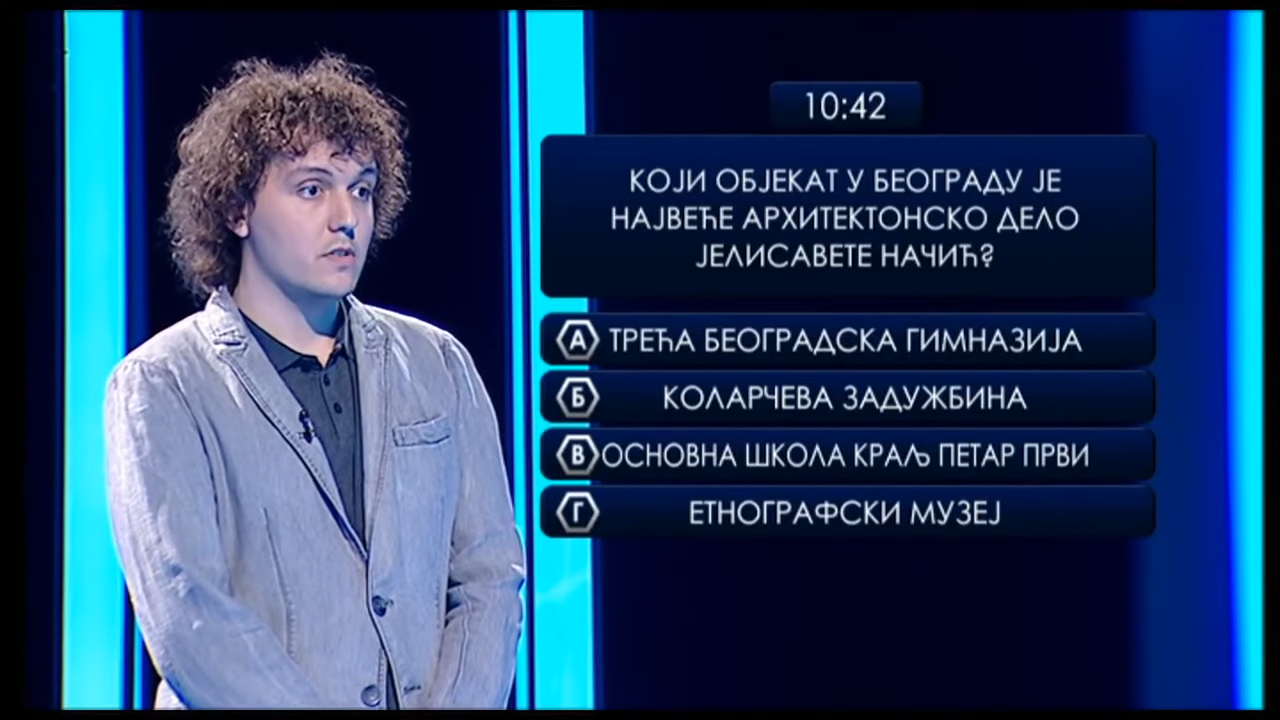 10:42
КОЈИ ОБЈЕКАТ У БЕОГРАДУ ЈЕ
НАЈВЕЋЕ АРХИТЕКТОНСКО ДЕЛО
ЈЕЛИСАВЕТЕ НАЧИЋ?
А ТРЕЋА БЕОГРАДСКА ГИМНАЗИЈА
Б КОЛАРЧЕВА ЗАДУЖБИНА
В ОСНОВНА ШКОЛА КРАЉ ПЕТАР ПРВИ
Г ЕТНОГРАФСКИ МУЗЕЈ